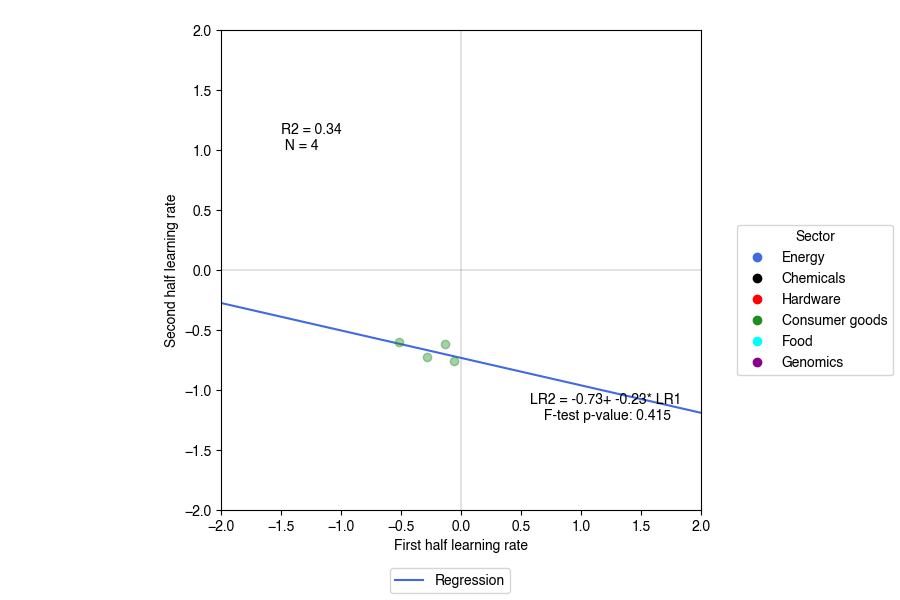 2.0
1.5
1.0
0.5
0.0
−0.5
−1.0
−1.5
−2.0
Second half learning rate
R2 = 0.34
N = 4
LR2 = -0.73+ -0.23* LR1
F-test p-value: 0.415
−2.0 −1.5 −1.0 −0.5 0.0 0.5 1.0 1.5 2.0
First half learning rate
Regression
Sector
Energy
Chemicals
Hardware
Consumer goods
Food
Genomics